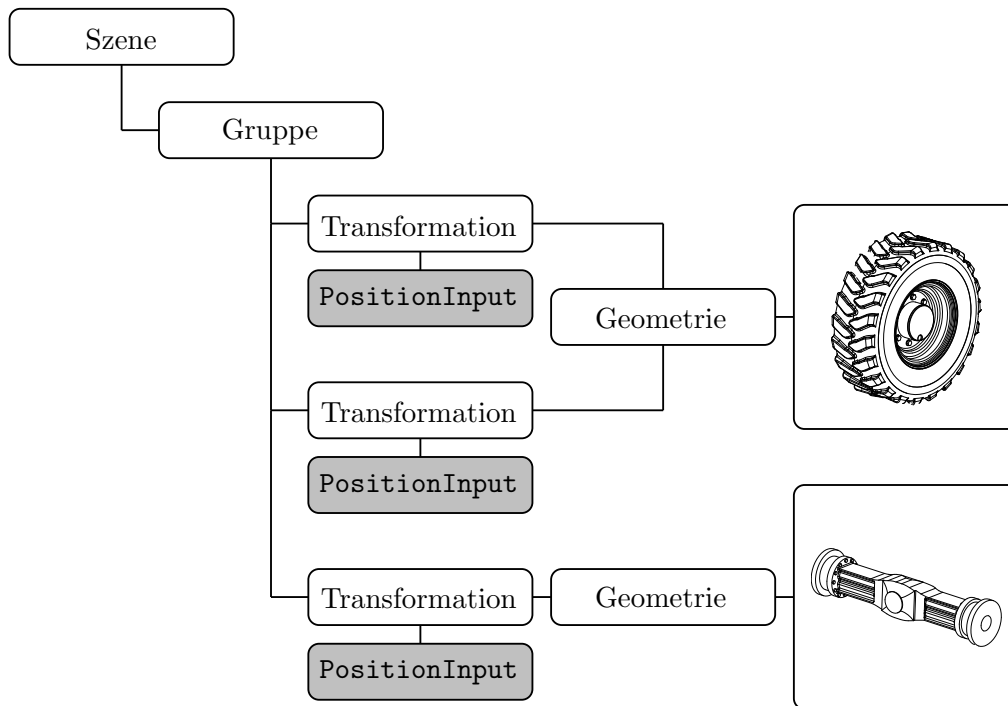 Szene
Gruppe
Transformation
PositionInput
Geometrie
Transformation
PositionInput
Transformation
Geometrie
PositionInput